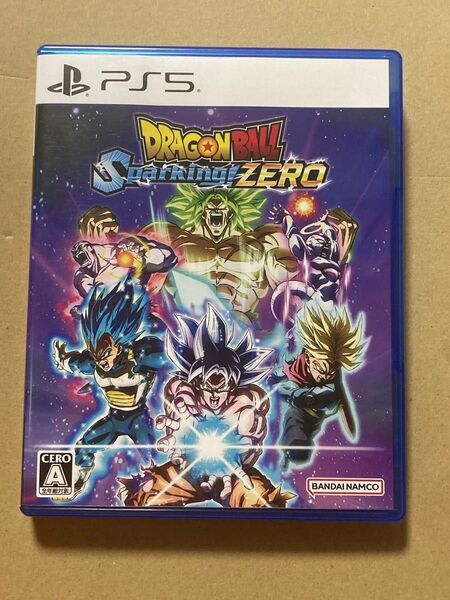 PS5
DRAGON BALL
Sparking! ZERO
CERO
A
全年齢対象
BANDAI NAMCO